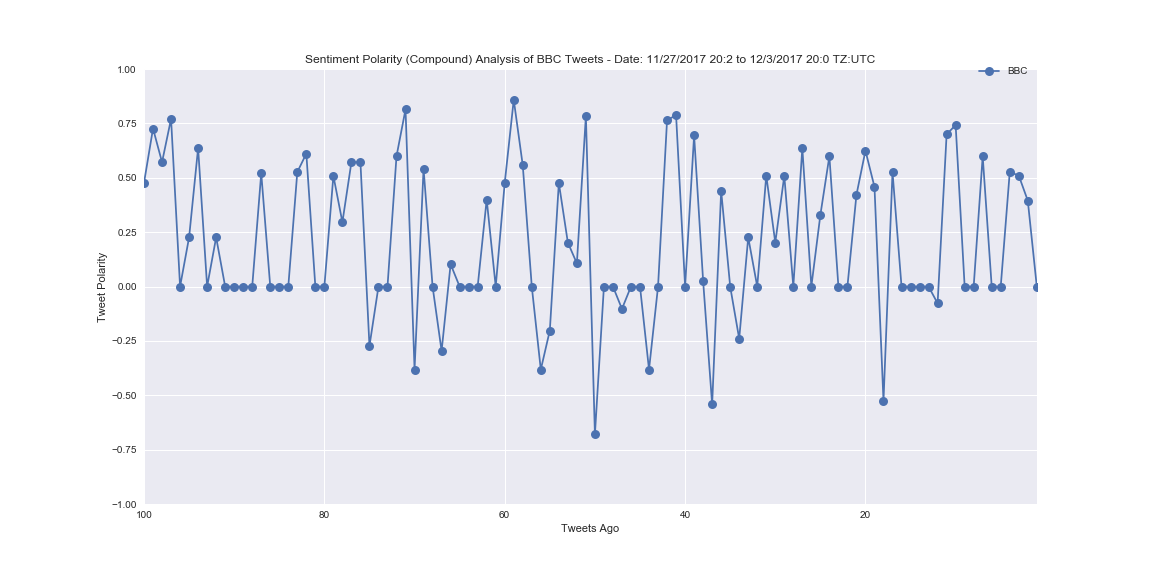 Sentiment Polarity (Compound) Analysis of BBC Tweets - Date: 11/27/2017 20:2 to 12/3/2017 20:0 TZ:UTC
BBC
1.00
0.75
0.50
0.25
0.00
−0.25
−0.50
−0.75
−1.00
Tweet Polarity
100 80 60 40 20
Tweets Ago